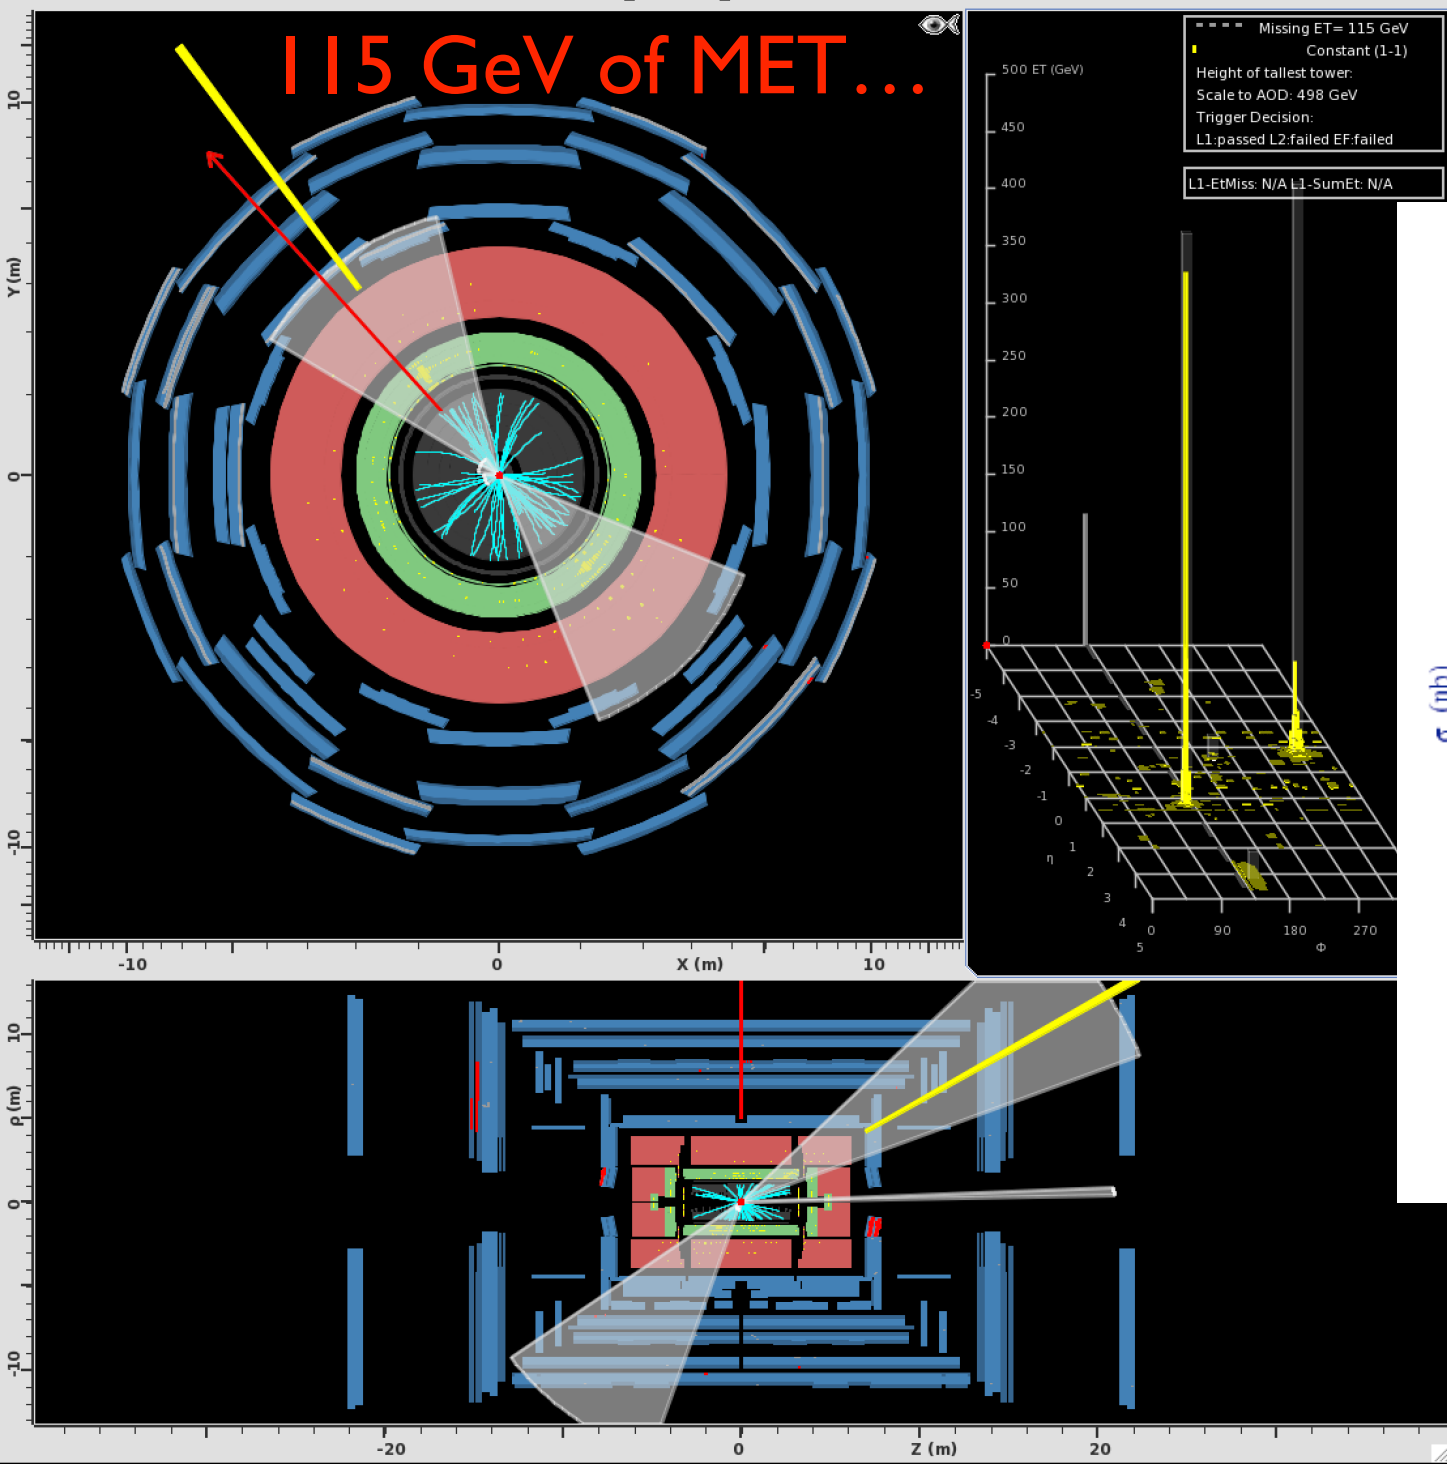 115 GeV of MET...
Missing ET= 115 GeV
Constant (1-1)
Height of tallest tower:
Scale to AOD: 498 GeV
Trigger Decision:
L1:passed L2:failed EF:failed
L1-EtMiss: N/A L1-SumEt: N/A
500 ET (GeV)
450
400
350
300
250
200
150
100
50
0
-5
-4
-3
-2
-1
0
1
2
3
4
5
η
0 90 180 270
Φ
10
Y (m)
0
-10
-10 0 X (m) 10
σ (nb)
10
ρ (m)
0
-10
-20 0 Z (m) 20